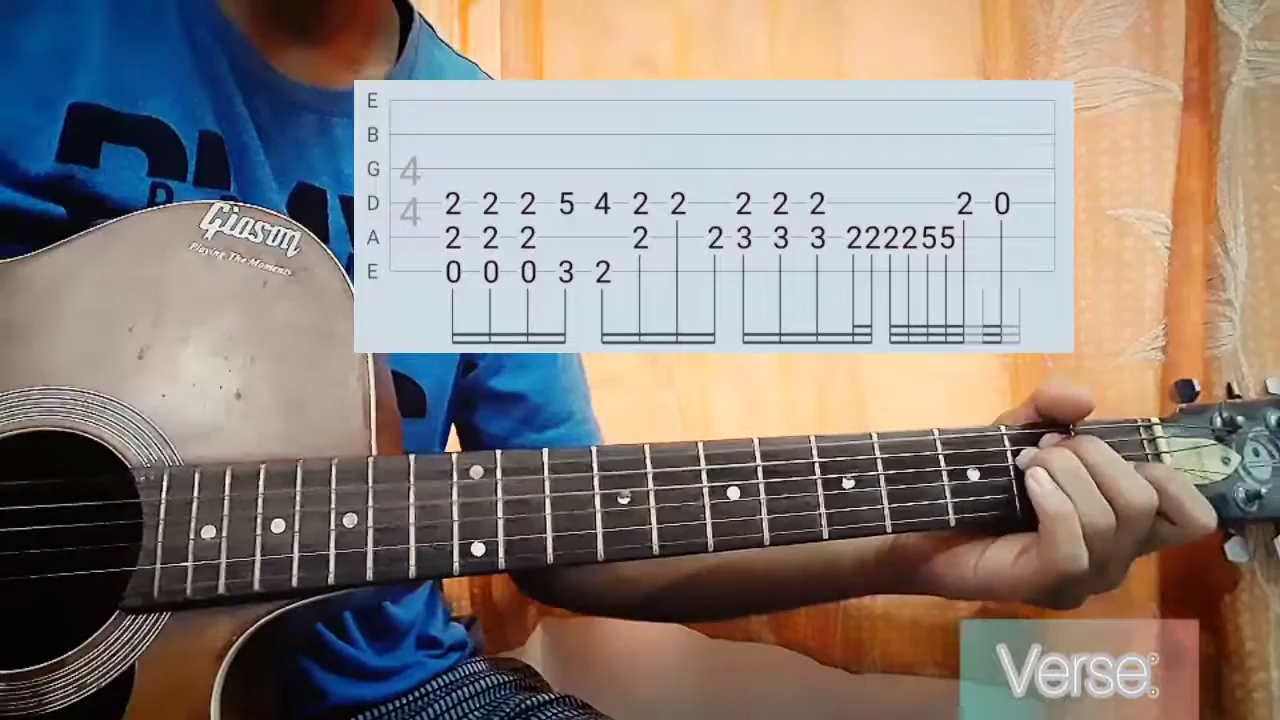 E
B
G
4
4
D 2 2 2 5 4 2 2 2 2 2 2 0
A 2 2 2 2 2 3 3 3 2 2 2 2 5 5
E 0 0 0 3 2
Gibson
Playing The Moments
Verse: